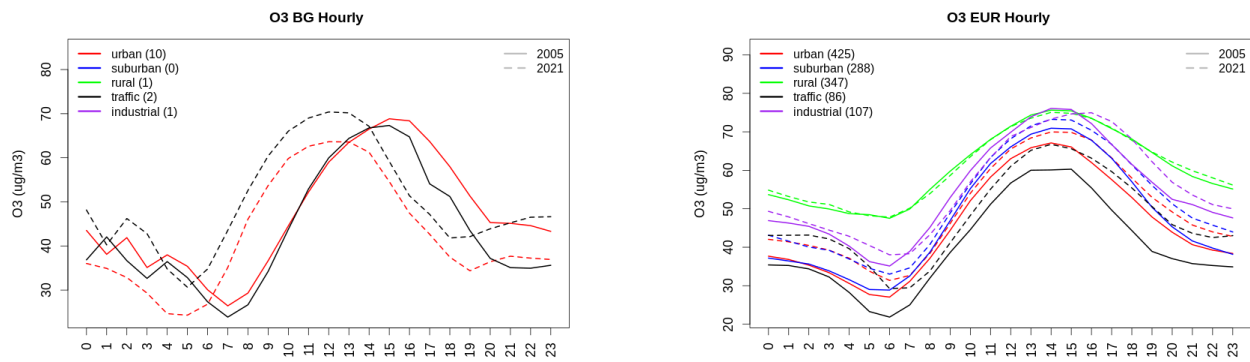 O3 BG Hourly
O3 (ug/m3)
80
70
60
50
40
30
urban (10)
suburban (0)
rural (1)
traffic (2)
industrial (1)
2005
2021
0 1 2 3 4 5 6 7 8 9 10 11 12 13 14 15 16 17 18 19 20 21 22 23
O3 EUR Hourly
O3 (ug/m3)
90
80
70
60
50
40
30
20
urban (425)
suburban (288)
rural (347)
traffic (86)
industrial (107)
2005
2021
0 1 2 3 4 5 6 7 8 9 10 11 12 13 14 15 16 17 18 19 20 21 22 23